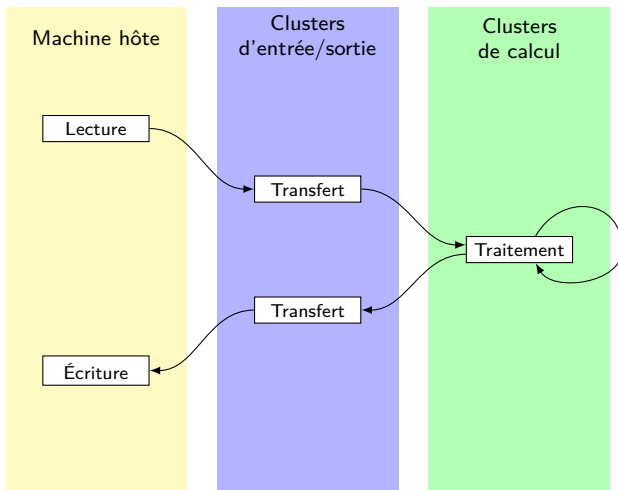 Machine hôte
Clusters
d'entrée/sortie
Clusters
de calcul
Lecture
Transfert
Traitement
Transfert
Écriture